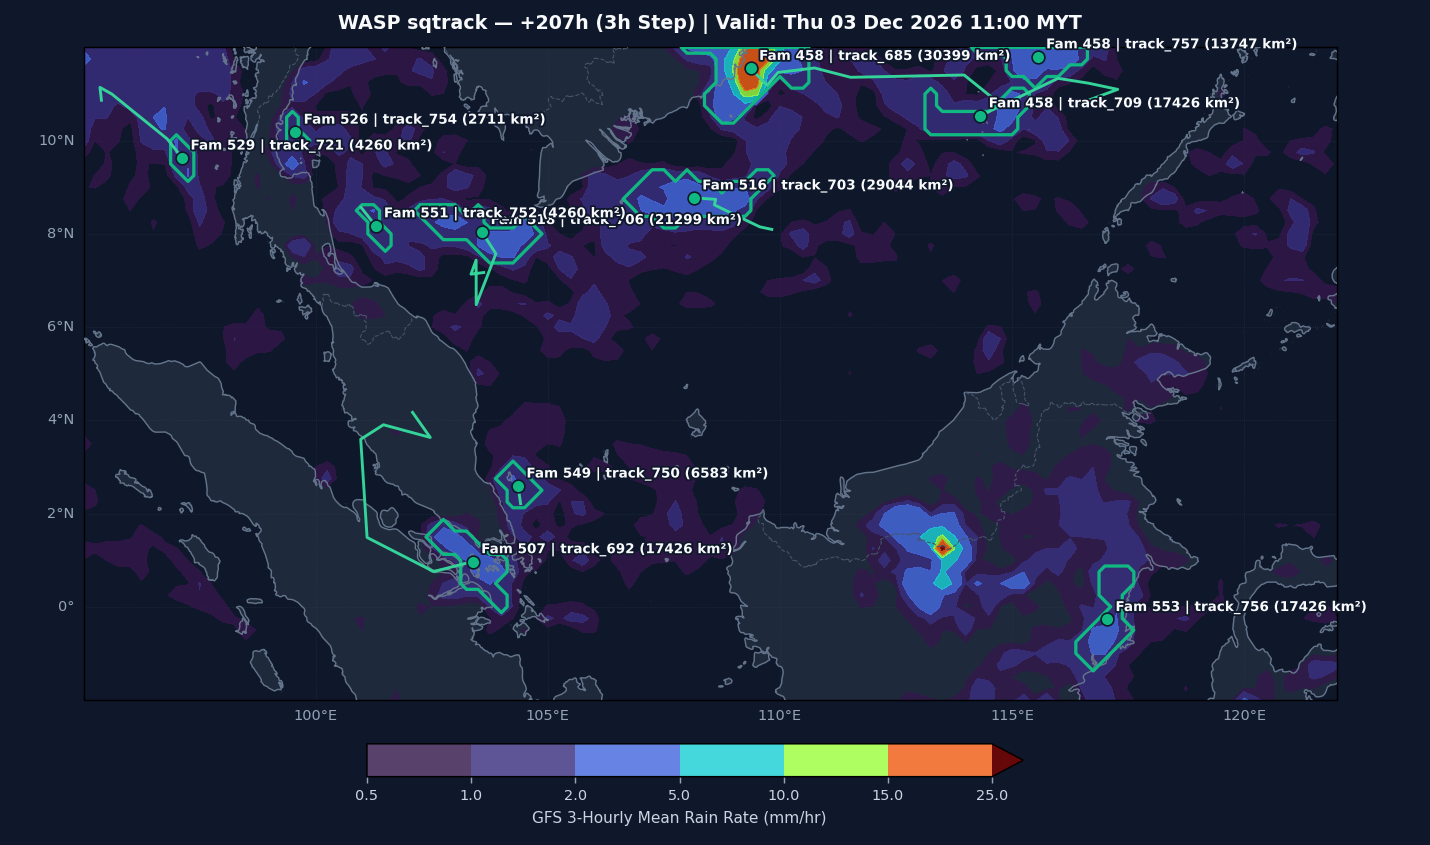 WASP sqtrack — +207h (3h Step) | Valid: Thu 03 Dec 2026 11:00 MYT
Fam 458 | track_757 (13747 km²)
Fam 458 | track_685 (30399 km²)
Fam 458 | track_709 (17426 km²)
Fam 526 | track_754 (2711 km²)
Fam 529 | track_721 (4260 km²)
Fam 516 | track_703 (29044 km²)
Fam 551 | track_752 (4260 km²)
track_706 (21299 km²)
Fam 549 | track_750 (6583 km²)
Fam 507 | track_692 (17426 km²)
Fam 553 | track_756 (17426 km²)
10°N
8°N
6°N
4°N
2°N
0°
100°E 105°E 110°E 115°E 120°E
0.5 1.0 2.0 5.0 10.0 15.0 25.0
GFS 3-Hourly Mean Rain Rate (mm/hr)